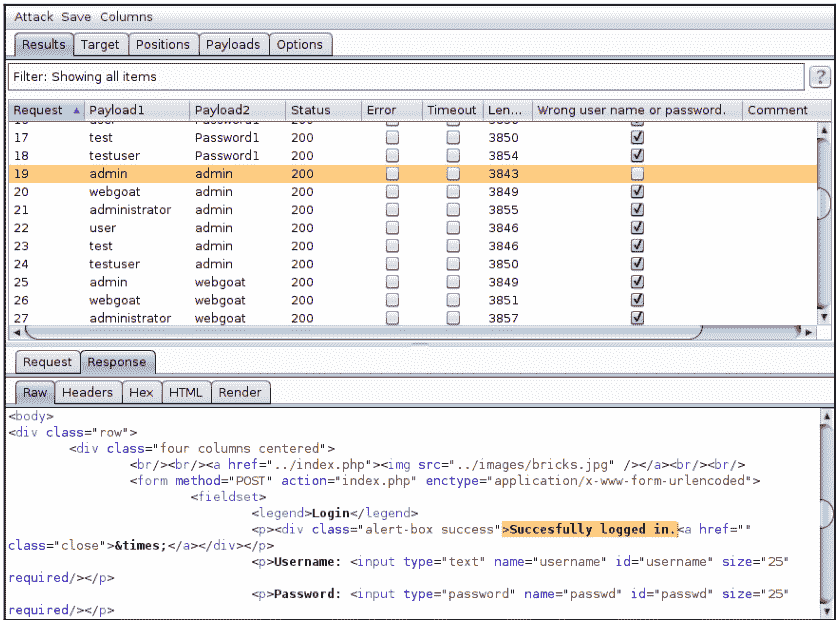 Attack Save Columns
Results Target Positions Payloads Options
Filter: Showing all items
?
Request Payload1 Payload2 Status Error Timeout Len... Wrong user name or password. Comment
17 test Password1 200 3850
18 testuser Password1 200 3854
19 admin admin 200 3843
20 webgoat admin 200 3849
21 administrator admin 200 3855
22 user admin 200 3846
23 test admin 200 3846
24 testuser admin 200 3850
25 admin webgoat 200 3849
26 webgoat webgoat 200 3851
27 administrator webgoat 200 3857
Request Response
Raw Headers Hex HTML Render
<body>
<div class="row">
<div class="four columns centered">
<br/><br/><a href="../index.php"><img src="../images/bricks.jpg" /></a><br/><br/>
<form method="POST" action="index.php" enctype="application/x-www-form-urlencoded">
<fieldset>
<legend>Login</legend>
<p><div class="alert-box success">Succesfully logged in.<a href=""
class="close">&times;</a></div></p>
<p>Username: <input type="text" name="username" id="username" size="25"
required/></p>
<p>Password: <input type="password" name="passwd" id="passwd" size="25"
required/></p>